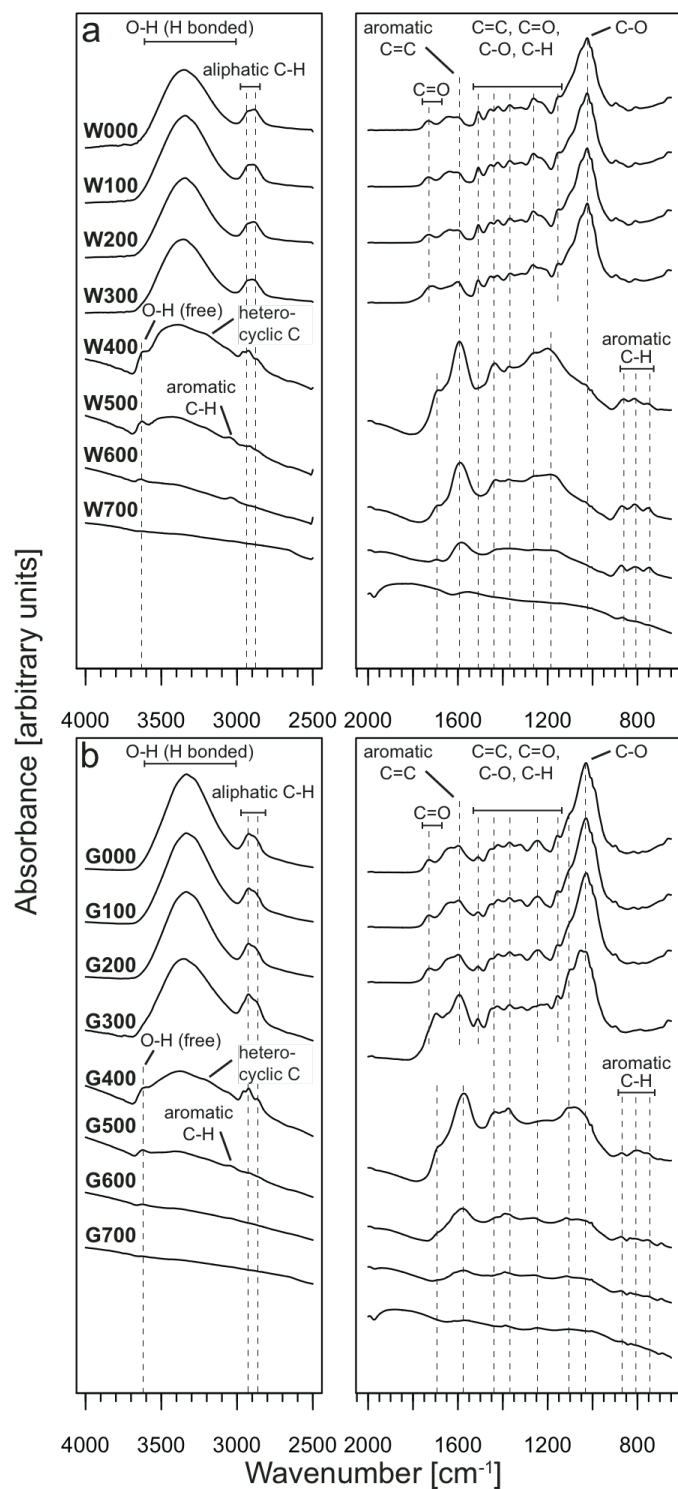 a
O-H (H bonded)
aliphatic C-H
W000
W100
W200
W300
O-H (free)
hetero-
cyclic C
W400
aromatic
C-H
W500
W600
W700
aromatic
C=C
C=O
C=C, C=O,
C-O, C-H
C-O
aromatic
C-H
4000 3500 3000 2500 2000 1600 1200 800
b
O-H (H bonded)
aliphatic C-H
G000
G100
G200
G300
O-H (free)
hetero-
cyclic C
G400
aromatic
C-H
G500
G600
G700
aromatic
C=C
C=O
C=C, C=O,
C-O, C-H
C-O
aromatic
C-H
4000 3500 3000 2500 2000 1600 1200 800
Absorbance [arbitrary units]
Wavenumber [cm⁻¹]